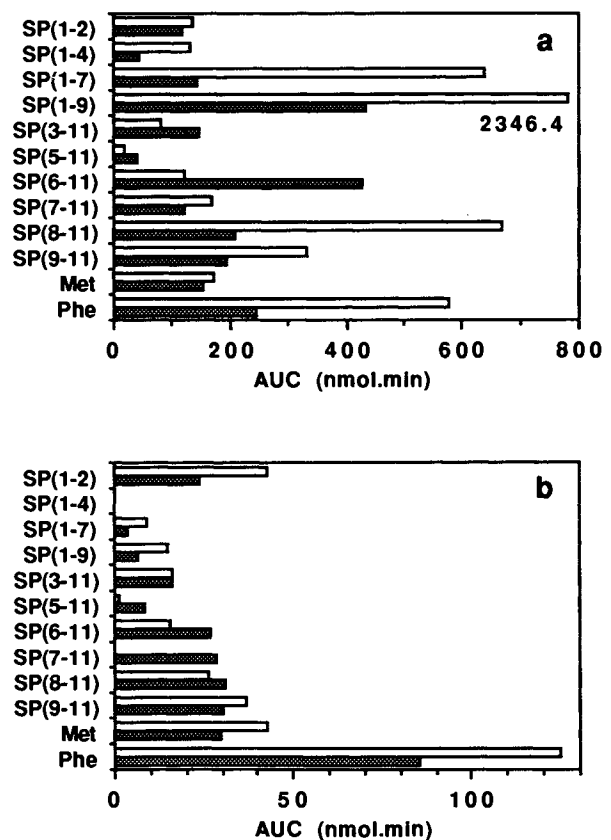 a
SP(1-2)
SP(1-4)
SP(1-7)
SP(1-9)
2346.4
SP(3-11)
SP(5-11)
SP(6-11)
SP(7-11)
SP(8-11)
SP(9-11)
Met
Phe
0 200 400 600 800
AUC (nmol.min)
b
SP(1-2)
SP(1-4)
SP(1-7)
SP(1-9)
SP(3-11)
SP(5-11)
SP(6-11)
SP(7-11)
SP(8-11)
SP(9-11)
Met
Phe
0 50 100
AUC (nmol.min)